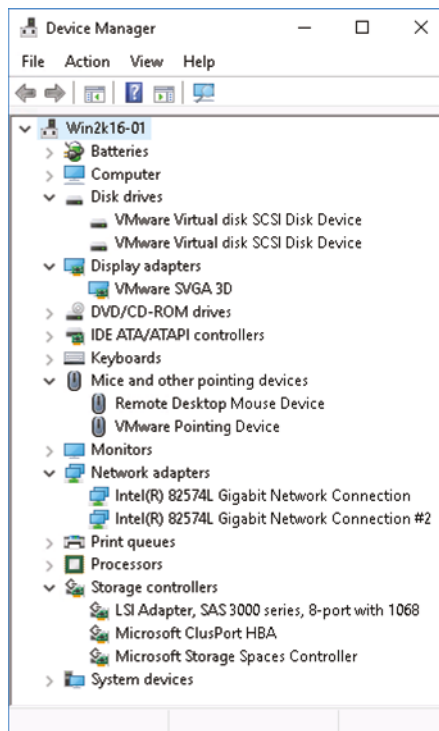 Device Manager
File Action View Help
Win2k16-01
Batteries
Computer
Disk drives
VMware Virtual disk SCSI Disk Device
VMware Virtual disk SCSI Disk Device
Display adapters
VMware SVGA 3D
DVD/CD-ROM drives
IDE ATA/ATAPI controllers
Keyboards
Mice and other pointing devices
Remote Desktop Mouse Device
VMware Pointing Device
Monitors
Network adapters
Intel(R) 82574L Gigabit Network Connection
Intel(R) 82574L Gigabit Network Connection #2
Print queues
Processors
Storage controllers
LSI Adapter, SAS 3000 series, 8-port with 1068
Microsoft ClusPort HBA
Microsoft Storage Spaces Controller
System devices